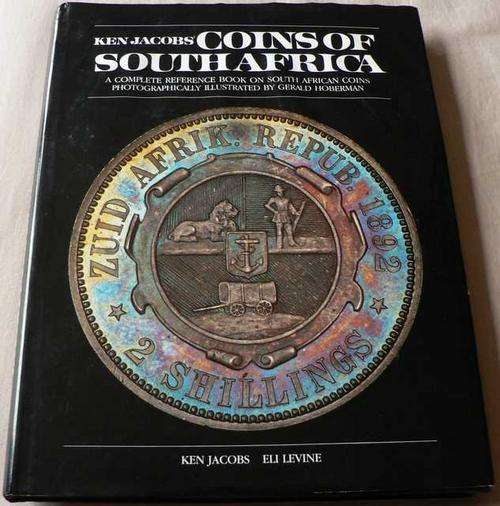 KEN JACOBS' COINS OF
SOUTH AFRICA
A COMPLETE REFERENCE BOOK ON SOUTH AFRICAN COINS
PHOTOGRAPHICALLY ILLUSTRATED BY GERALD HOBERMAN
ZUID AFRIK. REPUB. 1892
2 SHILLINGS
KEN JACOBS ELI LEVINE